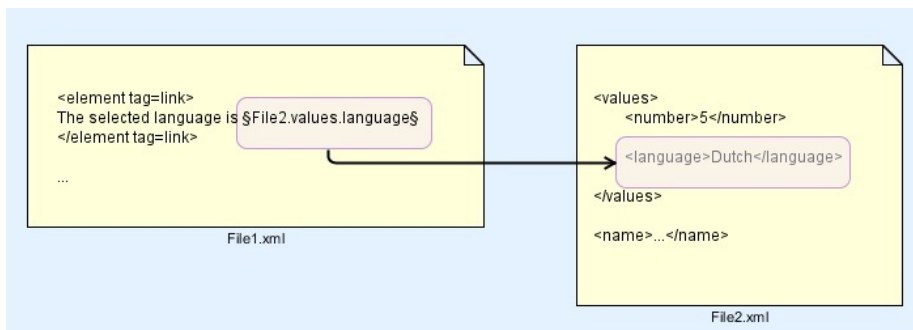 <element tag=link>
The selected language is §File2.values.language§
</element tag=link>
...
File1.xml
<values>
<number>5</number>
<language>Dutch</language>
</values>
<name>...</name>
File2.xml